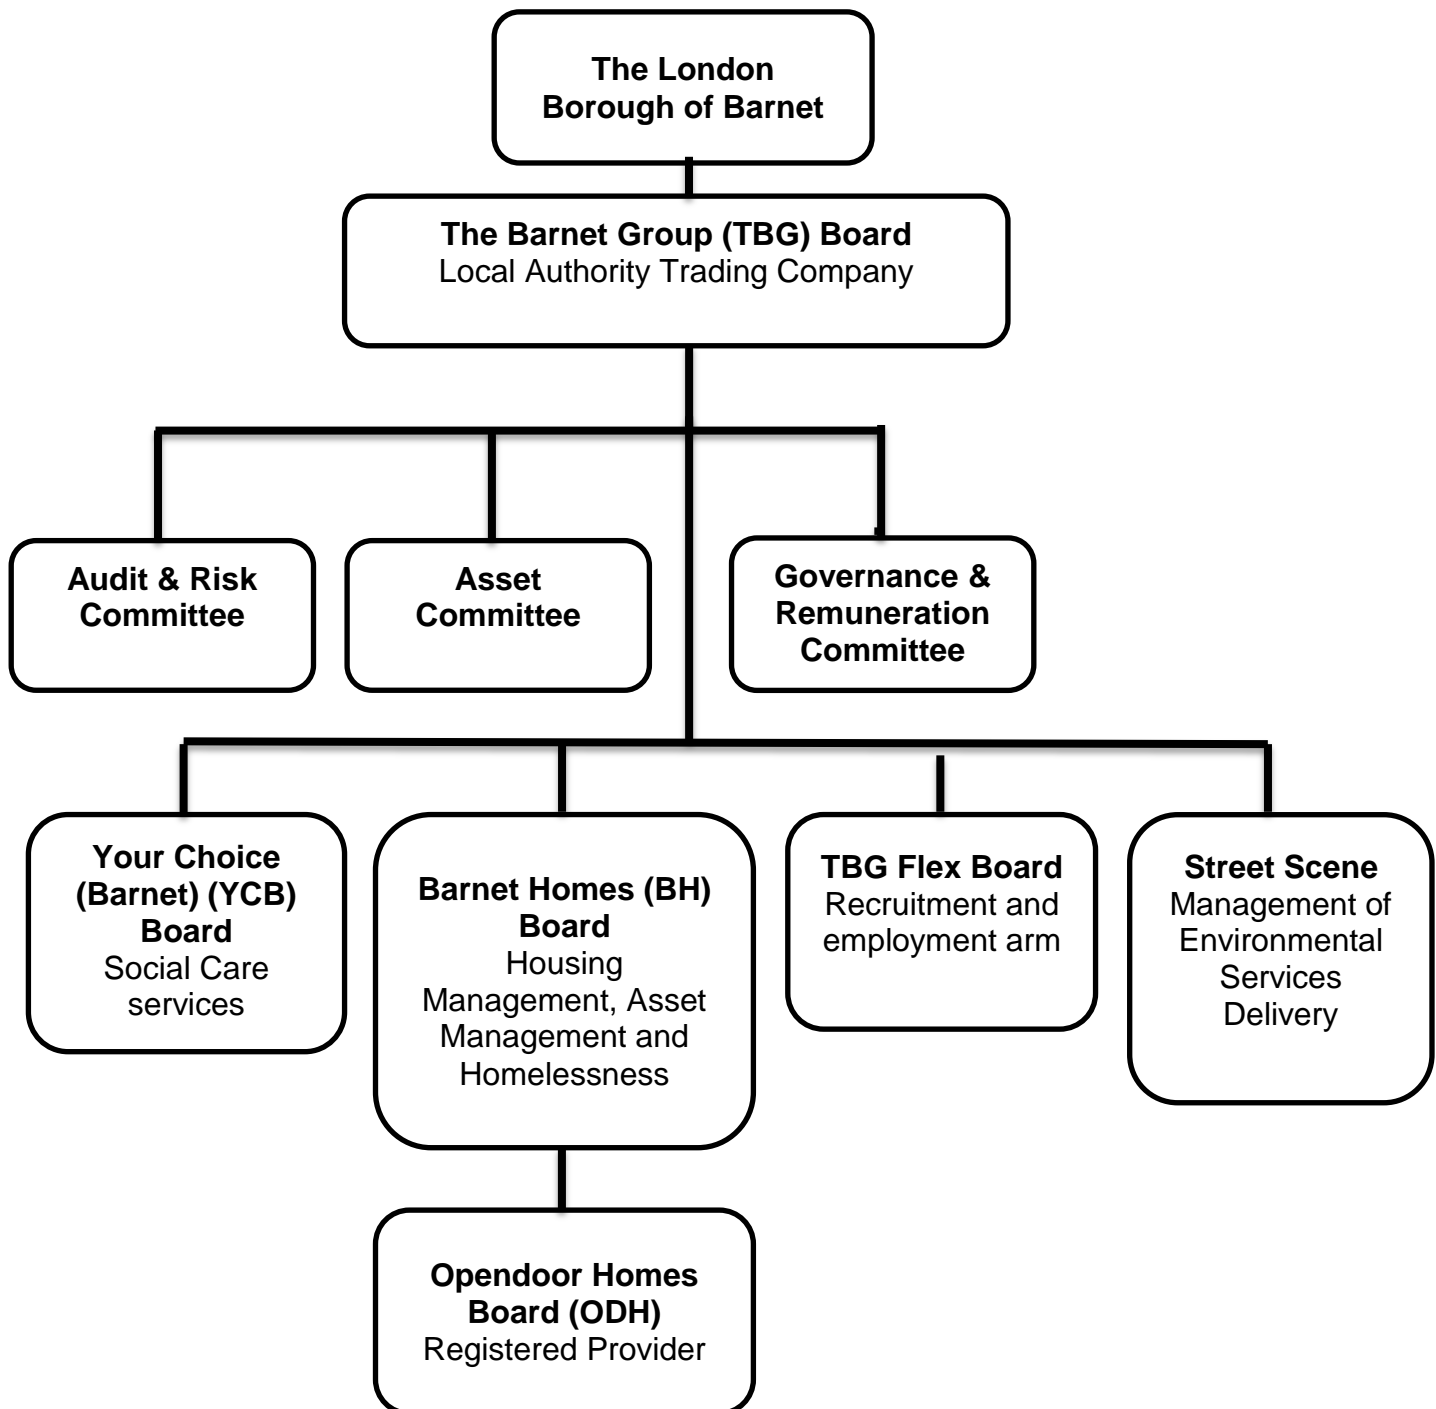 The London
Borough of Barnet
The Barnet Group (TBG) Board
Local Authority Trading Company
Audit & Risk
Committee
Asset
Committee
Governance &
Remuneration
Committee
Your Choice
(Barnet) (YCB)
Board
Social Care
services
Barnet Homes (BH)
Board
Housing
Management, Asset
Management and
Homelessness
TBG Flex Board
Recruitment and
employment arm
Street Scene
Management of
Environmental
Services
Delivery
Opendoor Homes
Board (ODH)
Registered Provider